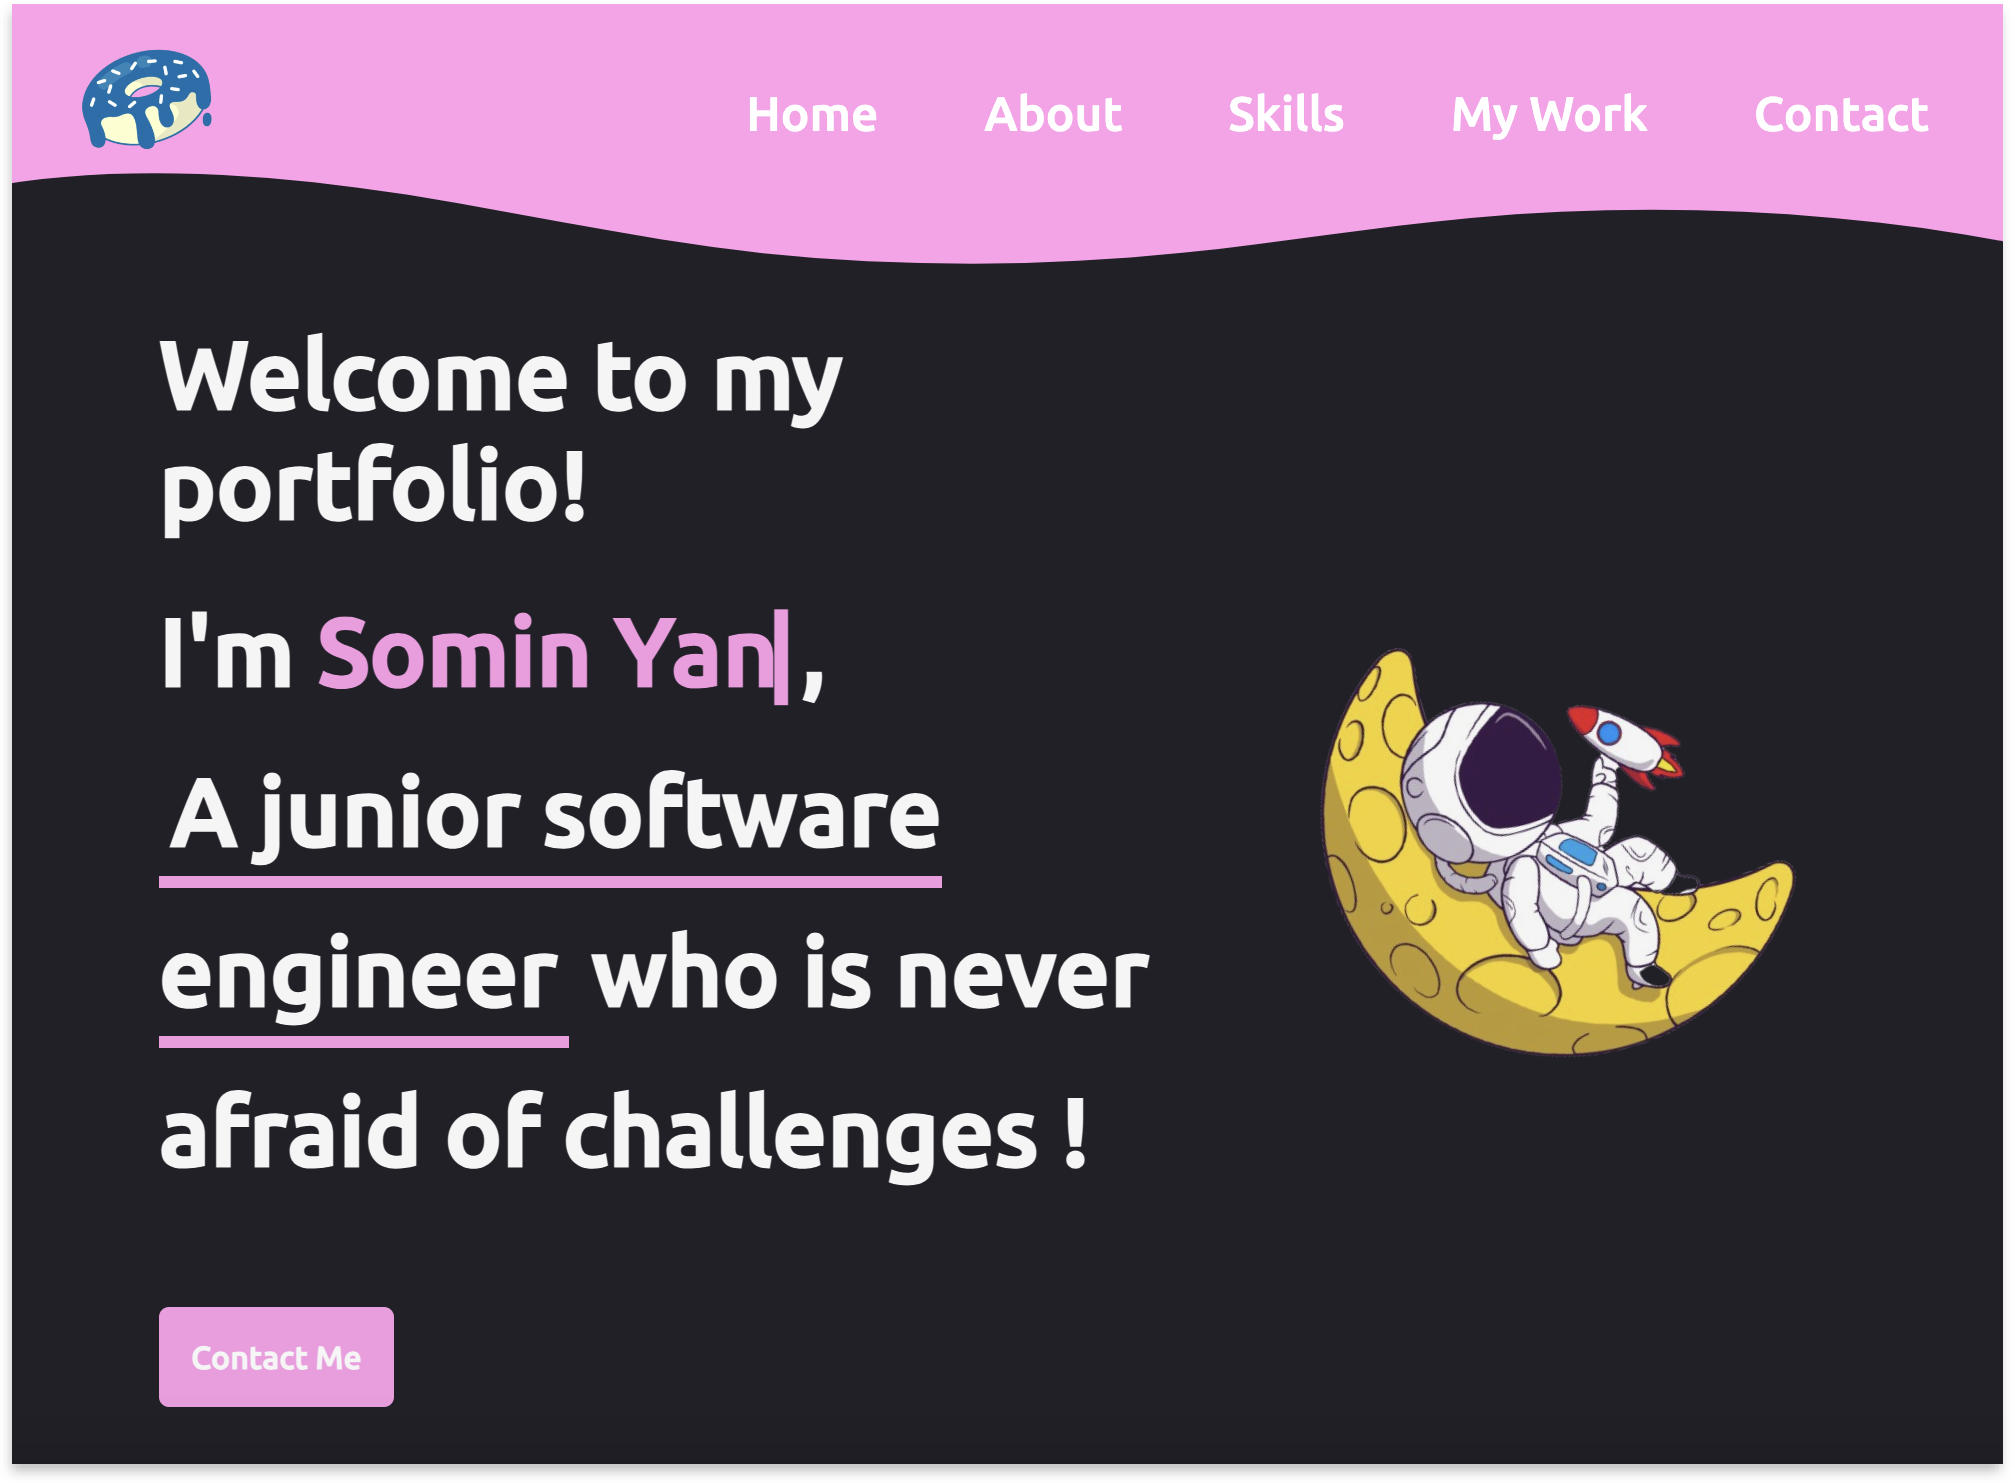 Home About Skills My Work Contact
Welcome to my
portfolio!
I'm Somin Yan|,
A junior software
engineer who is never
afraid of challenges !
Contact Me